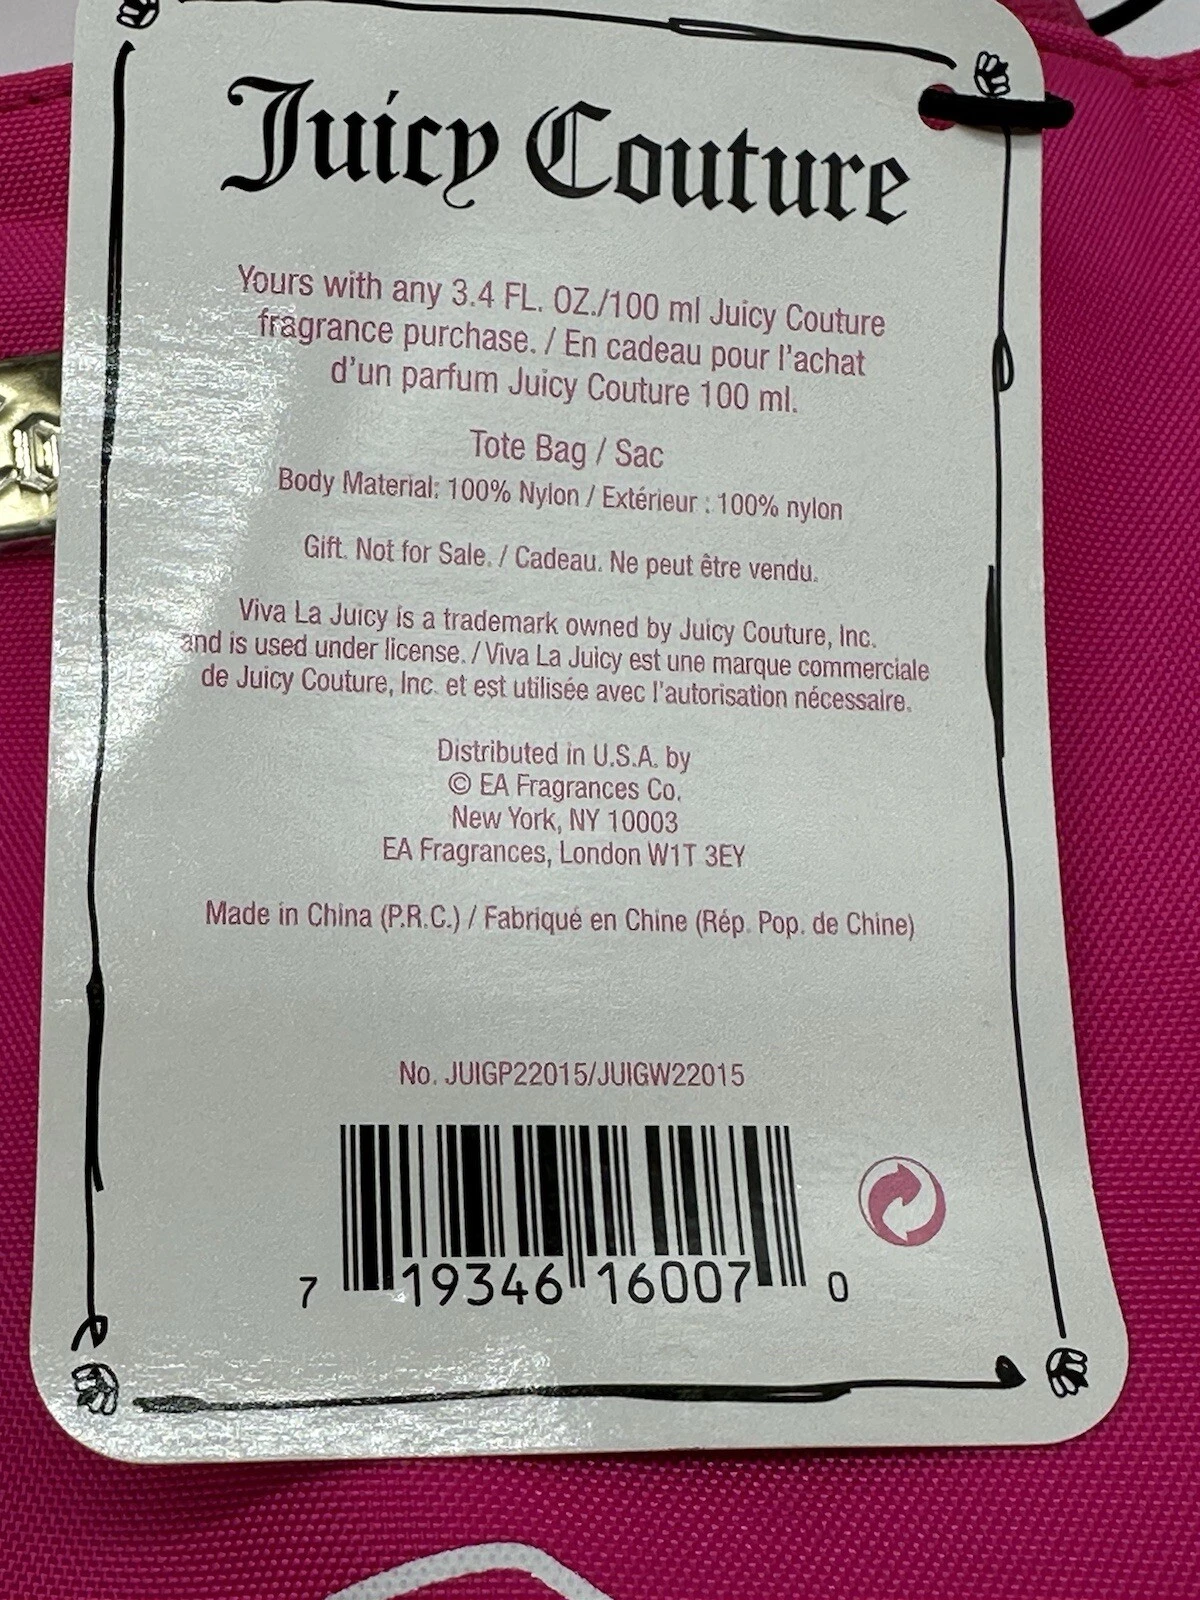 Juicy Couture
Yours with any 3.4 FL. OZ./100 ml Juicy Couture
fragrance purchase. / En cadeau pour l'achat
d'un parfum Juicy Couture 100 ml.
Tote Bag / Sac
Body Material: 100% Nylon / Extérieur : 100% nylon
Gift. Not for Sale. / Cadeau. Ne peut être vendu.
Viva La Juicy is a trademark owned by Juicy Couture, Inc.
and is used under license. / Viva La Juicy est une marque commerciale
de Juicy Couture, Inc. et est utilisée avec l'autorisation nécessaire.
Distributed in U.S.A. by
© EA Fragrances Co.
New York, NY 10003
EA Fragrances, London W1T 3EY
Made in China (P.R.C.) / Fabriqué en Chine (Rép. Pop. de Chine)
No. JUIGP22015/JUIGW22015
7 19346 16007 0